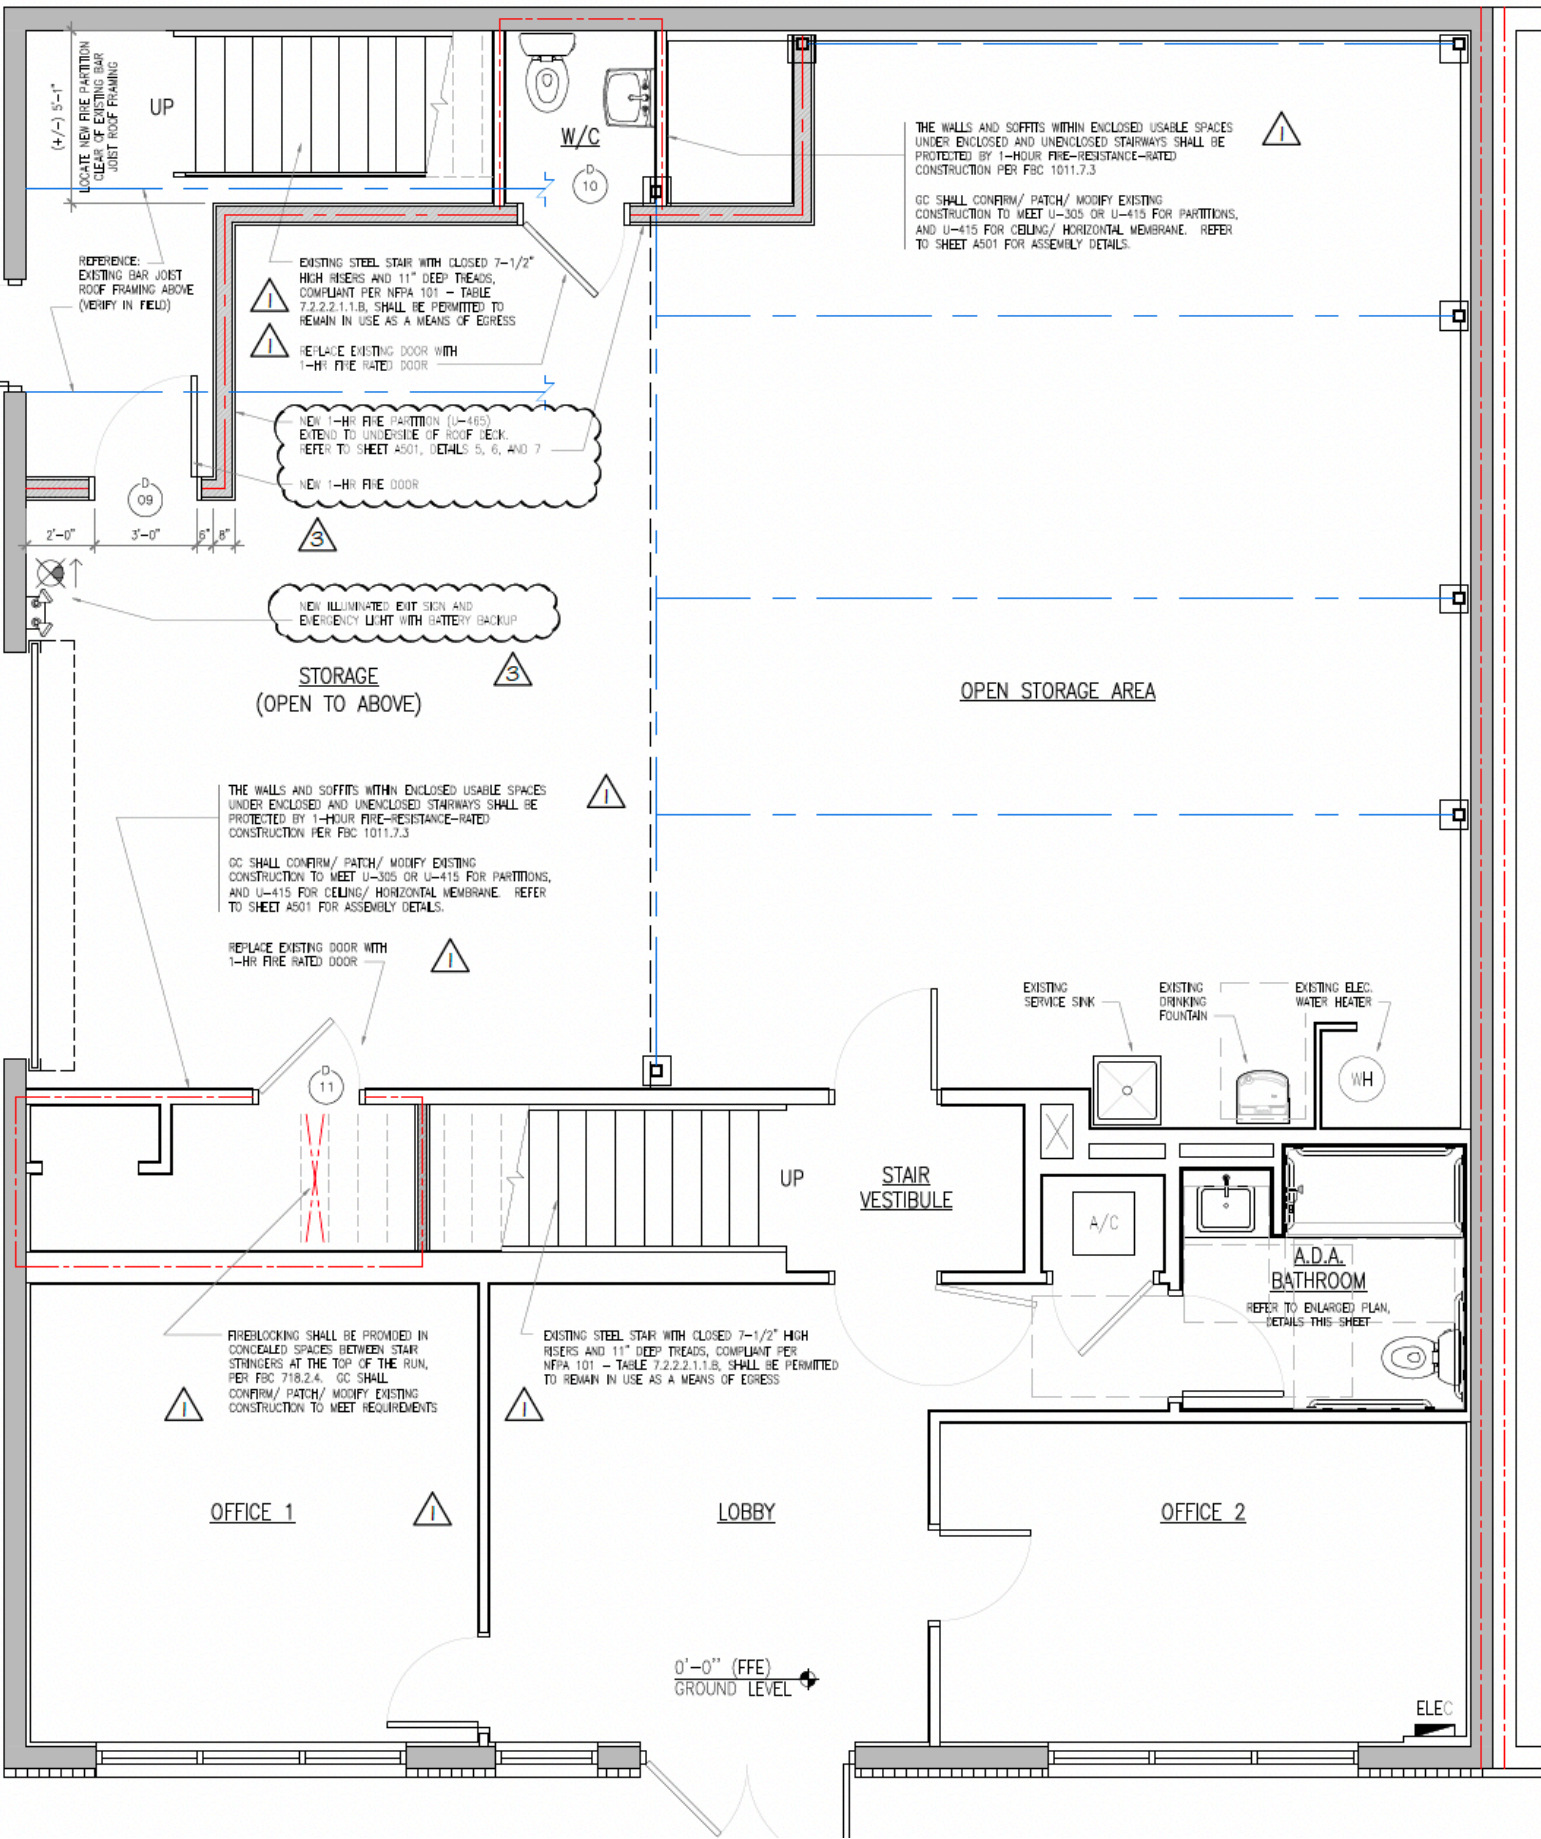 (+/-) 5'-1"
LOCATE NEW FIRE PARTITION
CLEAR OF EXISTING BAR
JOIST ROOF FRAMING
UP
W/C
D
10
THE WALLS AND SOFFITS WITHIN ENCLOSED USABLE SPACES
UNDER ENCLOSED AND UNENCLOSED STAIRWAYS SHALL BE
PROTECTED BY 1-HOUR FIRE-RESISTANCE-RATED
CONSTRUCTION PER FBC 1011.7.3
1
GC SHALL CONFIRM/ PATCH/ MODIFY EXISTING
CONSTRUCTION TO MEET U-305 OR U-415 FOR PARTITIONS,
AND U-415 FOR CEILING/ HORIZONTAL MEMBRANE. REFER
TO SHEET A501 FOR ASSEMBLY DETAILS.
REFERENCE:
EXISTING BAR JOIST
ROOF FRAMING ABOVE
(VERIFY IN FIELD)
EXISTING STEEL STAIR WITH CLOSED 7-1/2"
HIGH RISERS AND 11" DEEP TREADS,
COMPLIANT PER NFPA 101 - TABLE
7.2.2.2.1.1.B, SHALL BE PERMITTED TO
REMAIN IN USE AS A MEANS OF EGRESS
1
REPLACE EXISTING DOOR WITH
1-HR FIRE RATED DOOR
1
NEW 1-HR FIRE PARTITION (U-465)
EXTEND TO UNDERSIDE OF ROOF DECK.
REFER TO SHEET A501, DETAILS 5, 6, AND 7
NEW 1-HR FIRE DOOR
3
D
09
2'-0"
3'-0"
6"
8"
NEW ILLUMINATED EXIT SIGN AND
EMERGENCY LIGHT WITH BATTERY BACKUP
3
STORAGE
(OPEN TO ABOVE)
OPEN STORAGE AREA
THE WALLS AND SOFFITS WITHIN ENCLOSED USABLE SPACES
UNDER ENCLOSED AND UNENCLOSED STAIRWAYS SHALL BE
PROTECTED BY 1-HOUR FIRE-RESISTANCE-RATED
CONSTRUCTION PER FBC 1011.7.3
1
GC SHALL CONFIRM/ PATCH/ MODIFY EXISTING
CONSTRUCTION TO MEET U-305 OR U-415 FOR PARTITIONS,
AND U-415 FOR CEILING/ HORIZONTAL MEMBRANE. REFER
TO SHEET A501 FOR ASSEMBLY DETAILS.
REPLACE EXISTING DOOR WITH
1-HR FIRE RATED DOOR
1
D
11
EXISTING
SERVICE SINK
EXISTING
DRINKING
FOUNTAIN
EXISTING ELEC.
WATER HEATER
WH
UP
STAIR
VESTIBULE
A/C
A.D.A.
BATHROOM
REFER TO ENLARGED PLAN,
DETAILS THIS SHEET
FIREBLOCKING SHALL BE PROVIDED IN
CONCEALED SPACES BETWEEN STAIR
STRINGERS AT THE TOP OF THE RUN,
PER FBC 718.2.4. GC SHALL
CONFIRM/ PATCH/ MODIFY EXISTING
CONSTRUCTION TO MEET REQUIREMENTS
1
EXISTING STEEL STAIR WITH CLOSED 7-1/2" HIGH
RISERS AND 11" DEEP TREADS, COMPLIANT PER
NFPA 101 - TABLE 7.2.2.2.1.1.B, SHALL BE PERMITTED
TO REMAIN IN USE AS A MEANS OF EGRESS
1
OFFICE 1
1
LOBBY
OFFICE 2
0'-0" (FFE)
GROUND LEVEL
ELEC